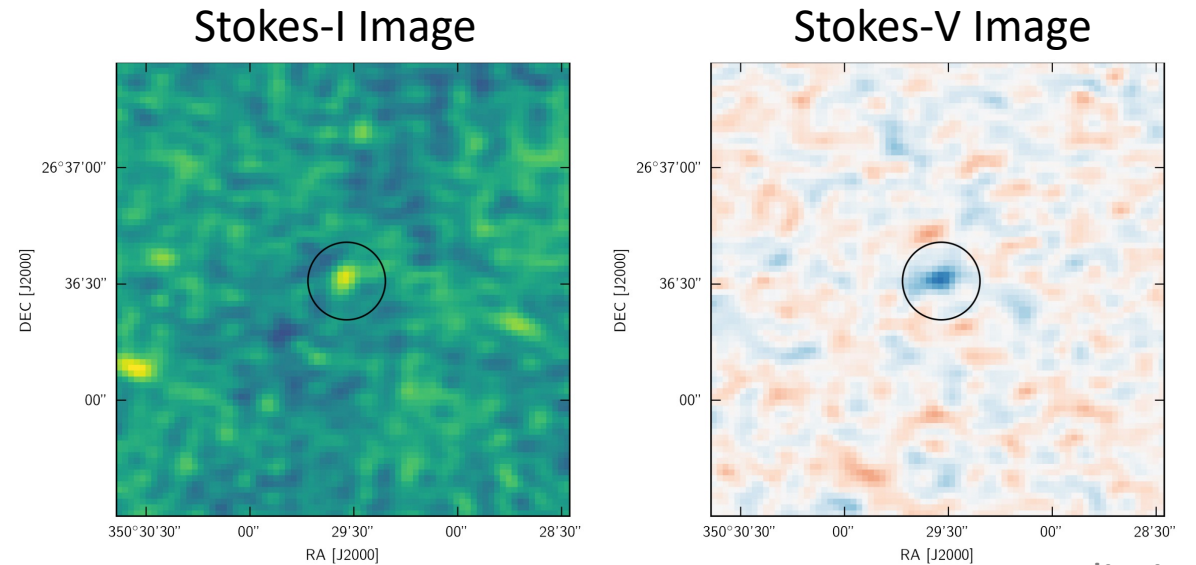 Stokes-I Image
Stokes-V Image
DEC [J2000]
26°37'00"
36'30"
00"
350°30'30"
00"
29'30"
00"
28'30"
RA [J2000]
DEC [J2000]
26°37'00"
36'30"
00"
350°30'30"
00"
29'30"
00"
28'30"
RA [J2000]